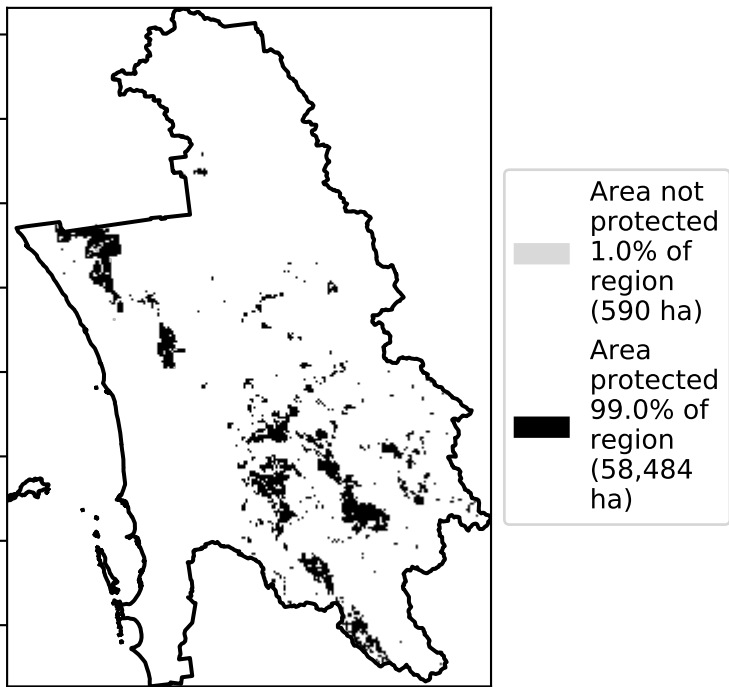 Area not
protected
1.0% of
region
(590 ha)
Area
protected
99.0% of
region
(58,484
ha)